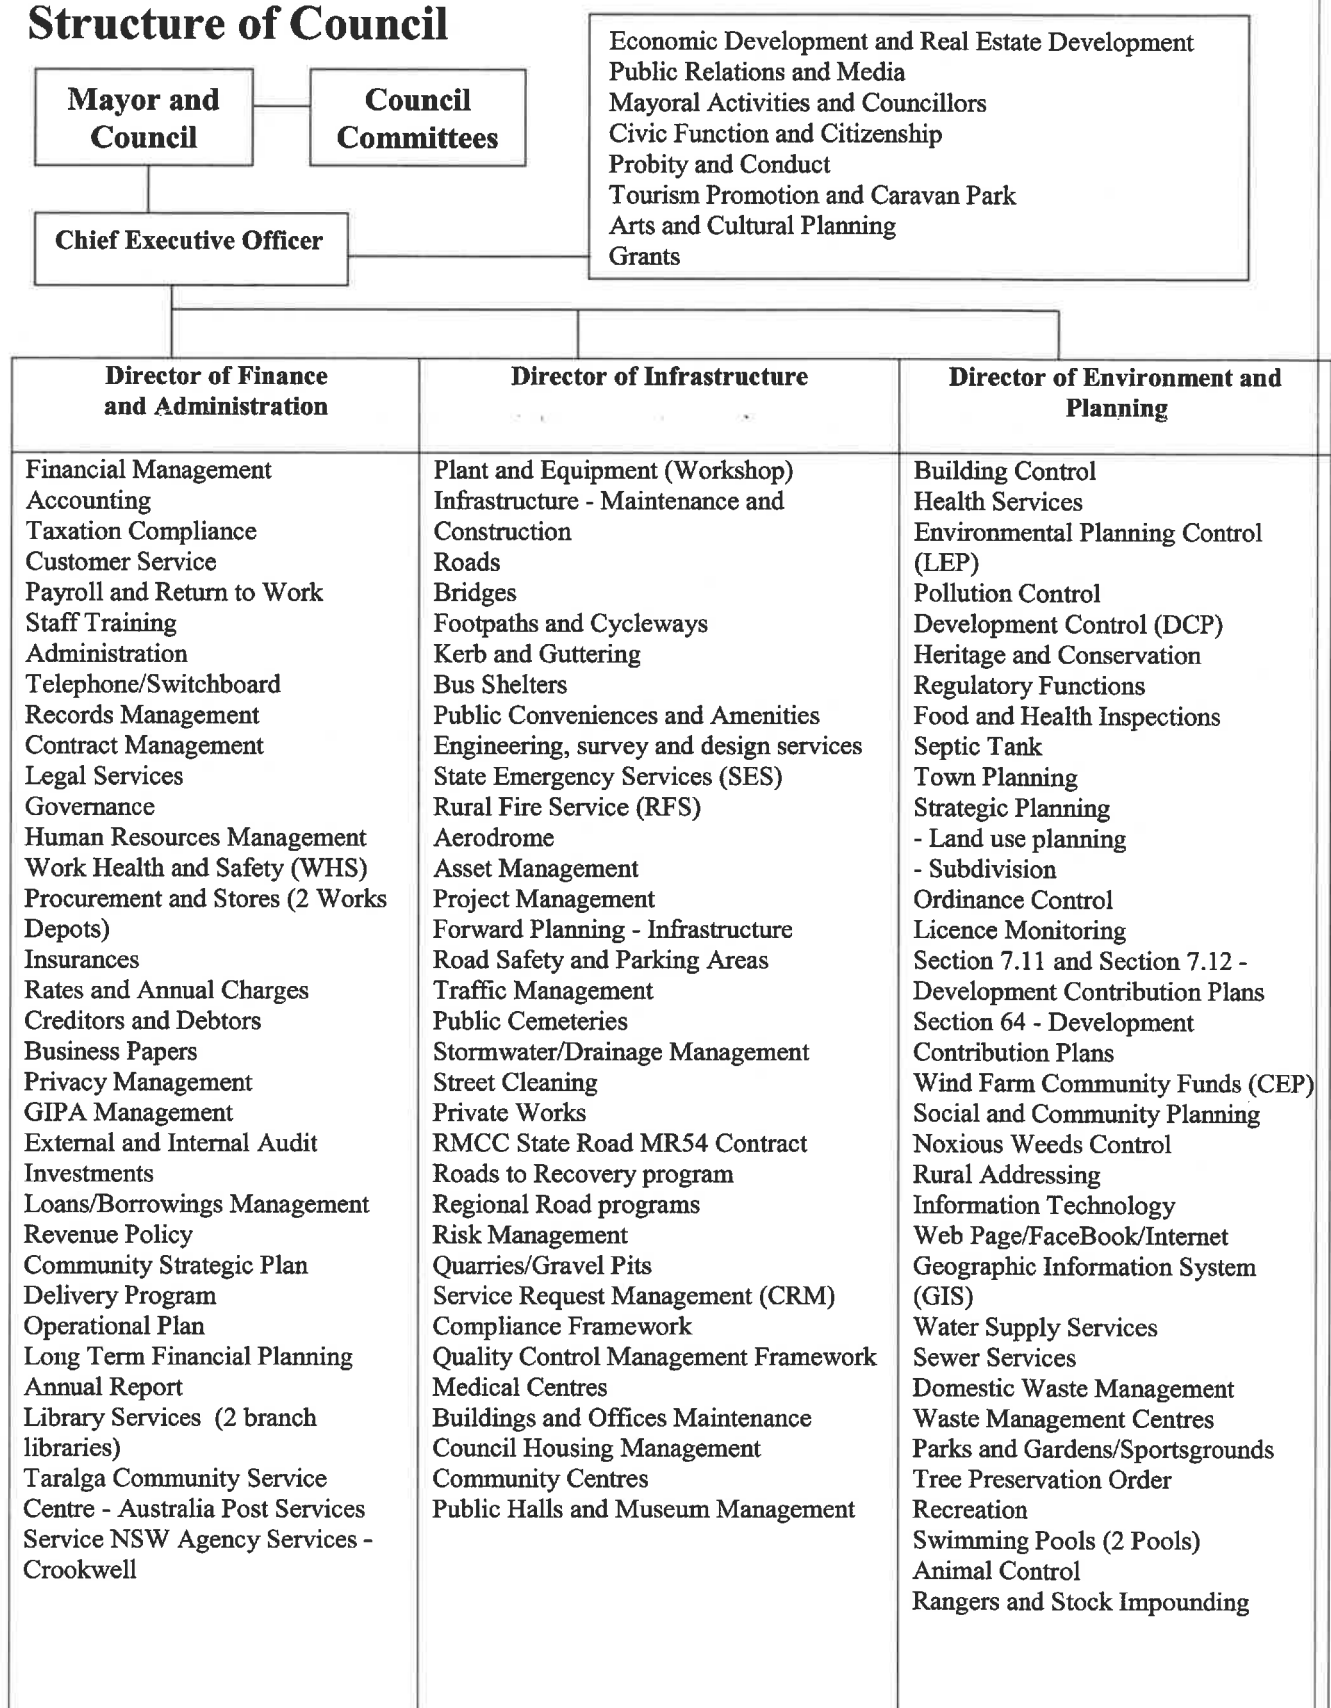 Structure of Council
Mayor and
Council
Council
Committees
Chief Executive Officer
Economic Development and Real Estate Development
Public Relations and Media
Mayoral Activities and Councillors
Civic Function and Citizenship
Probity and Conduct
Tourism Promotion and Caravan Park
Arts and Cultural Planning
Grants
Director of Finance
and Administration
Financial Management
Accounting
Taxation Compliance
Customer Service
Payroll and Return to Work
Staff Training
Administration
Telephone/Switchboard
Records Management
Contract Management
Legal Services
Governance
Human Resources Management
Work Health and Safety (WHS)
Procurement and Stores (2 Works
Depots)
Insurances
Rates and Annual Charges
Creditors and Debtors
Business Papers
Privacy Management
GIPA Management
External and Internal Audit
Investments
Loans/Borrowings Management
Revenue Policy
Community Strategic Plan
Delivery Program
Operational Plan
Long Term Financial Planning
Annual Report
Library Services (2 branch
libraries)
Taralga Community Service
Centre - Australia Post Services
Service NSW Agency Services -
Crookwell
Director of Infrastructure
Plant and Equipment (Workshop)
Infrastructure - Maintenance and
Construction
Roads
Bridges
Footpaths and Cycleways
Kerb and Guttering
Bus Shelters
Public Conveniences and Amenities
Engineering, survey and design services
State Emergency Services (SES)
Rural Fire Service (RFS)
Aerodrome
Asset Management
Project Management
Forward Planning - Infrastructure
Road Safety and Parking Areas
Traffic Management
Public Cemeteries
Stormwater/Drainage Management
Street Cleaning
Private Works
RMCC State Road MR54 Contract
Roads to Recovery program
Regional Road programs
Risk Management
Quarries/Gravel Pits
Service Request Management (CRM)
Compliance Framework
Quality Control Management Framework
Medical Centres
Buildings and Offices Maintenance
Council Housing Management
Community Centres
Public Halls and Museum Management
Director of Environment and
Planning
Building Control
Health Services
Environmental Planning Control
(LEP)
Pollution Control
Development Control (DCP)
Heritage and Conservation
Regulatory Functions
Food and Health Inspections
Septic Tank
Town Planning
Strategic Planning
- Land use planning
- Subdivision
Ordinance Control
Licence Monitoring
Section 7.11 and Section 7.12 -
Development Contribution Plans
Section 64 - Development
Contribution Plans
Wind Farm Community Funds (CEP)
Social and Community Planning
Noxious Weeds Control
Rural Addressing
Information Technology
Web Page/FaceBook/Internet
Geographic Information System
(GIS)
Water Supply Services
Sewer Services
Domestic Waste Management
Waste Management Centres
Parks and Gardens/Sportsgrounds
Tree Preservation Order
Recreation
Swimming Pools (2 Pools)
Animal Control
Rangers and Stock Impounding